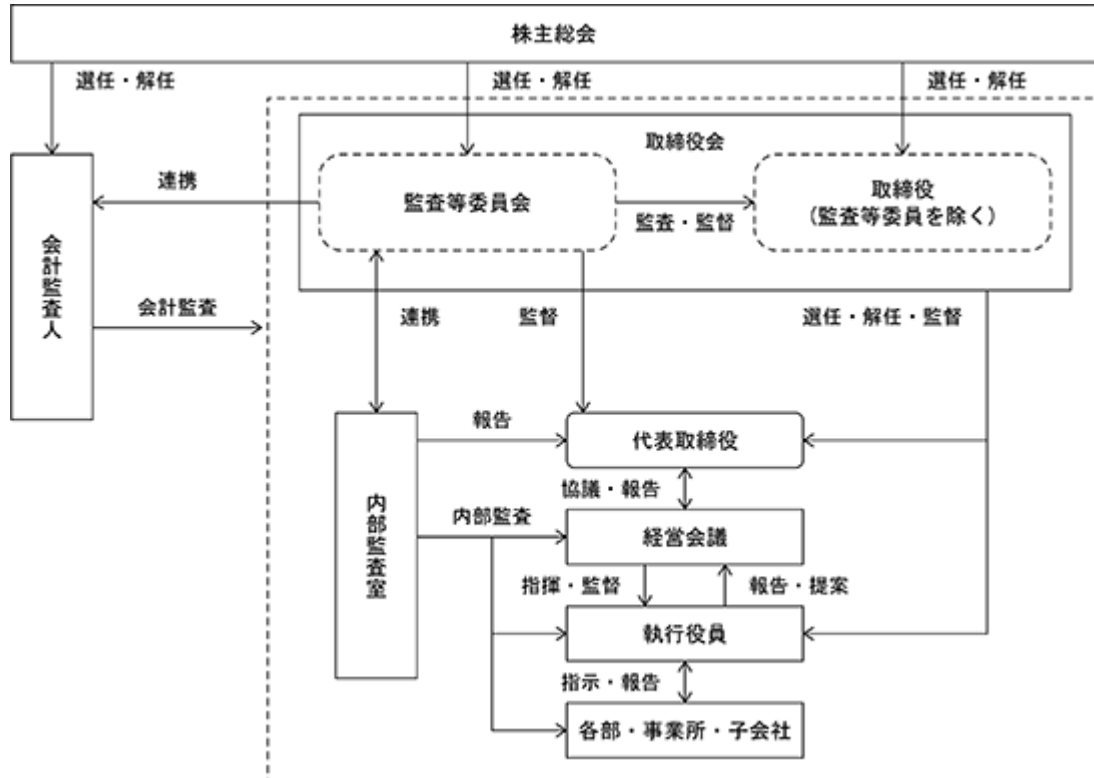 株主総会
選任・解任
選任・解任
選任・解任
取締役会
連携
監査等委員会
監査・監督
取締役
（監査等委員を除く）
会計監査人
会計監査
連携
監督
選任・解任・監督
報告
代表取締役
協議・報告
内部監査室
内部監査
経営会議
指揮・監督
報告・提案
執行役員
指示・報告
各部・事業所・子会社